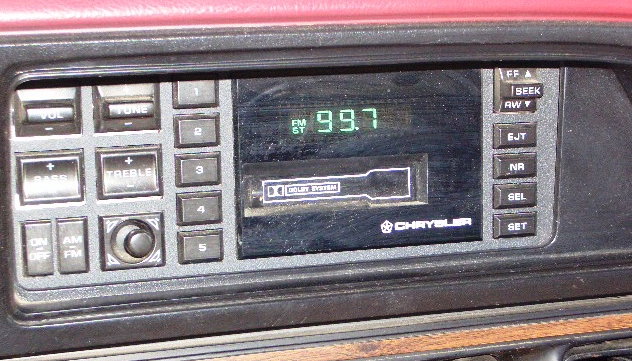 VOL
TUNE
BASS
TREBLE
ON
OFF
AM
FM
1
2
3
4
5
FM
ST
99.7
DOLBY SYSTEM
CHRYSLER
FF ▲
SEEK
RW ▼
EJT
NR
SEL
SET